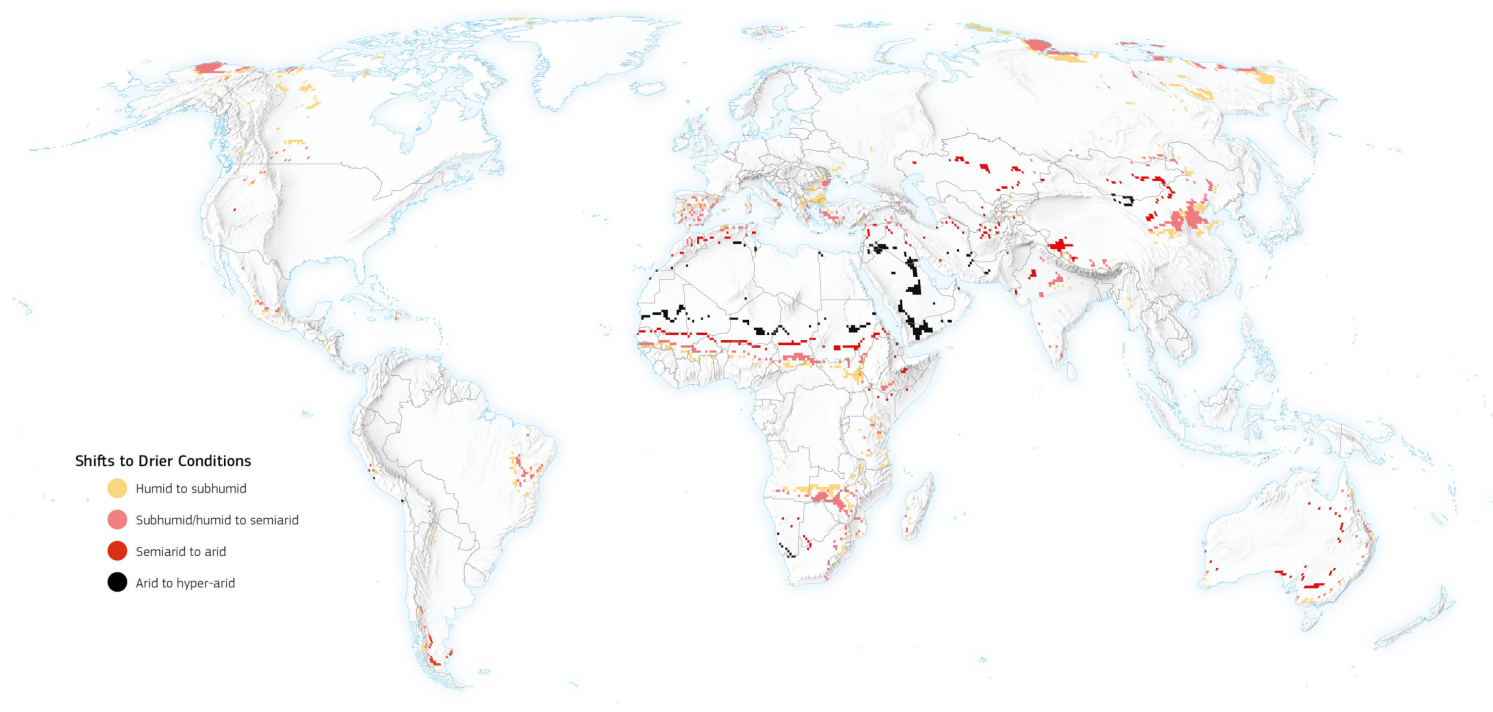 Shifts to Drier Conditions
Humid to subhumid
Subhumid/humid to semiarid
Semiarid to arid
Arid to hyper-arid